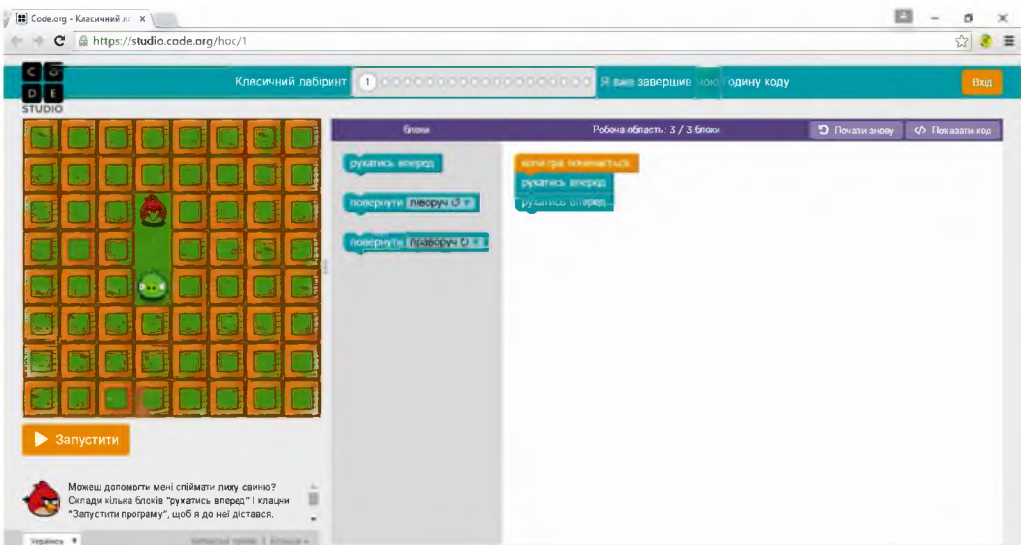 Code.org - Класичний л
https://studio.code.org/hoc/1
C O
D E
STUDIO
Класичний лабіринт 1 Я вже завершив мою Годину коду Вхід
блоки Робоча область: 3 / 3 блоки Почати знову </> Показати код
рухатись вперед
повернути ліворуч
повернути праворуч
коли гра починається
рухатись вперед
рухатись вперед
Запустити
Можеш допомогти мені спіймати лиху свиню?
Склади кілька блоків "рухатись вперед" і клацни
"Запустити програму", щоб я до неї дістався.